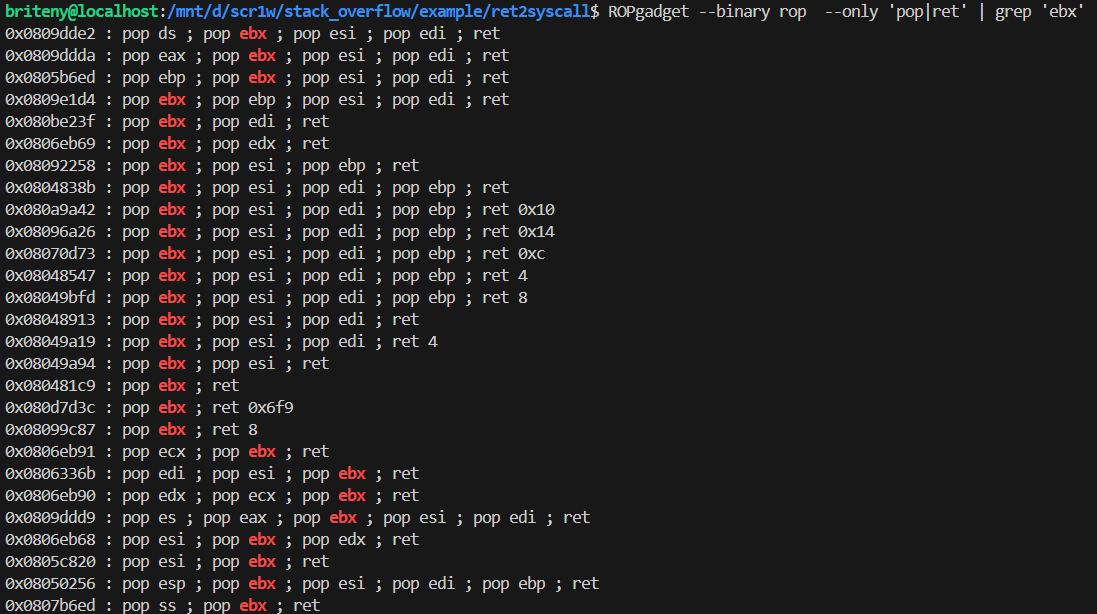 briteny@localhost:/mnt/d/scr1w/stack_overflow/example/ret2syscall$ ROPgadget --binary rop  --only 'pop|ret' | grep 'ebx'
0x0809dde2 : pop ds ; pop ebx ; pop esi ; pop edi ; ret
0x0809ddda : pop eax ; pop ebx ; pop esi ; pop edi ; ret
0x0805b6ed : pop ebp ; pop ebx ; pop esi ; pop edi ; ret
0x0809e1d4 : pop ebx ; pop ebp ; pop esi ; pop edi ; ret
0x080be23f : pop ebx ; pop edi ; ret
0x0806eb69 : pop ebx ; pop edx ; ret
0x08092258 : pop ebx ; pop esi ; pop ebp ; ret
0x0804838b : pop ebx ; pop esi ; pop edi ; pop ebp ; ret
0x080a9a42 : pop ebx ; pop esi ; pop edi ; pop ebp ; ret 0x10
0x08096a26 : pop ebx ; pop esi ; pop edi ; pop ebp ; ret 0x14
0x08070d73 : pop ebx ; pop esi ; pop edi ; pop ebp ; ret 0xc
0x08048547 : pop ebx ; pop esi ; pop edi ; pop ebp ; ret 4
0x08049bfd : pop ebx ; pop esi ; pop edi ; pop ebp ; ret 8
0x08048913 : pop ebx ; pop esi ; pop edi ; ret
0x08049a19 : pop ebx ; pop esi ; pop edi ; ret 4
0x08049a94 : pop ebx ; pop esi ; ret
0x080481c9 : pop ebx ; ret
0x080d7d3c : pop ebx ; ret 0x6f9
0x08099c87 : pop ebx ; ret 8
0x0806eb91 : pop ecx ; pop ebx ; ret
0x0806336b : pop edi ; pop esi ; pop ebx ; ret
0x0806eb90 : pop edx ; pop ecx ; pop ebx ; ret
0x0809ddd9 : pop es ; pop eax ; pop ebx ; pop esi ; pop edi ; ret
0x0806eb68 : pop esi ; pop ebx ; pop edx ; ret
0x0805c820 : pop esi ; pop ebx ; ret
0x08050256 : pop esp ; pop ebx ; pop esi ; pop edi ; pop ebp ; ret
0x0807b6ed : pop ss ; pop ebx ; ret